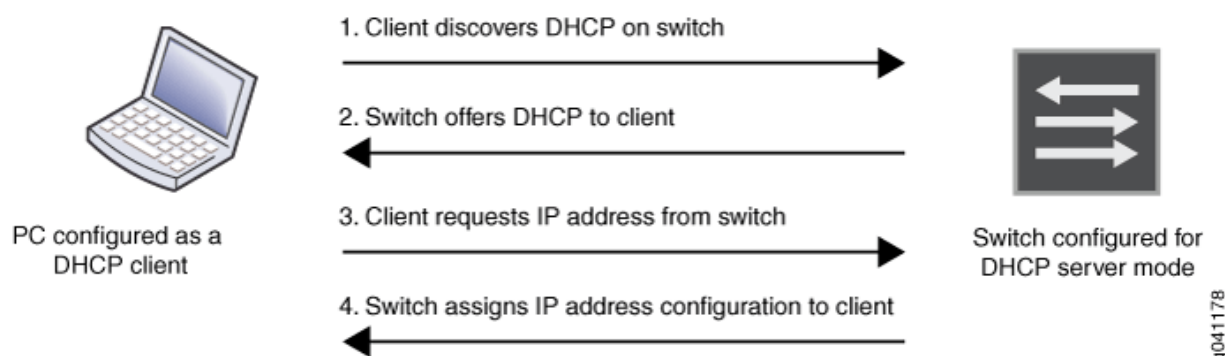 1. Client discovers DHCP on switch
2. Switch offers DHCP to client
3. Client requests IP address from switch
4. Switch assigns IP address configuration to client
PC configured as a
DHCP client
Switch configured for
DHCP server mode